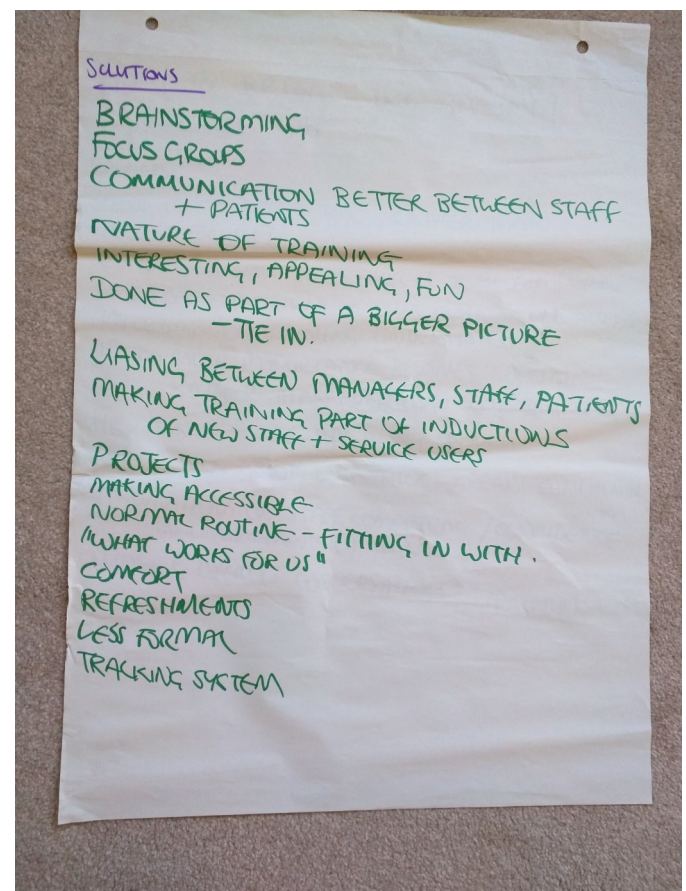 SOLUTIONS
BRAINSTORMING
FOCUS GROUPS
COMMUNICATION BETTER BETWEEN STAFF
+ PATIENTS
NATURE OF TRAINING
INTERESTING, APPEALING, FUN
DONE AS PART OF A BIGGER PICTURE
- TIE IN.
LIASING BETWEEN MANAGERS, STAFF, PATIENTS
MAKING TRAINING PART OF INDUCTIONS
OF NEW STAFF + SERVICE USERS
PROJECTS
MAKING ACCESSIBLE
NORMAL ROUTINE - FITTING IN WITH.
"WHAT WORKS FOR US"
COMFORT
REFRESHMENTS
LESS FORMAL
TRACKING SYSTEM